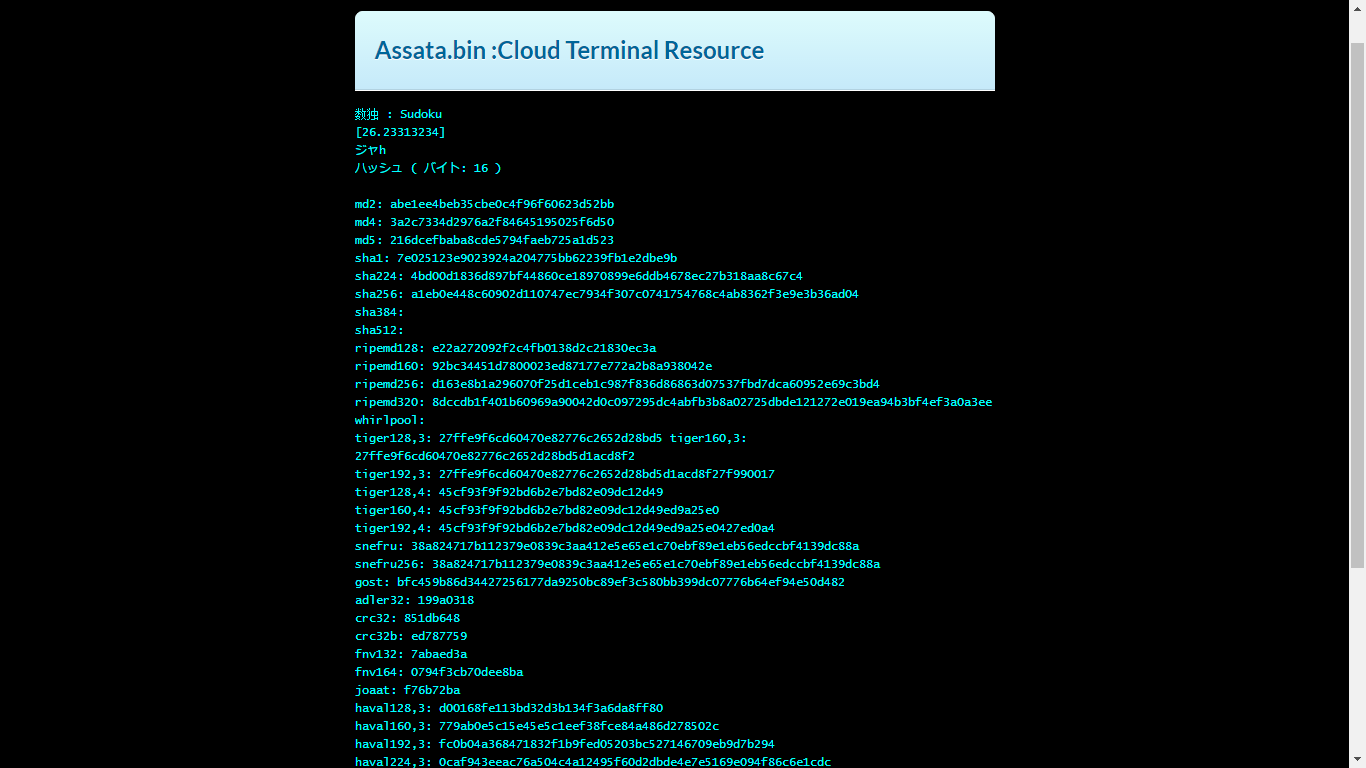 Assata.bin :Cloud Terminal Resource
数独 : Sudoku
[26.23313234]
ジヤh
ハッシュ ( バイト: 16 )
md2: abe1ee4beb35cbe0c4f96f60623d52bb
md4: 3a2c7334d2976a2f84645195025f6d50
md5: 216dcefbaba8cde5794faeb725a1d523
sha1: 7e025123e9023924a204775bb62239fb1e2dbe9b
sha224: 4bd00d1836d897bf44860ce18970899e6ddb4678ec27b318aa8c67c4
sha256: a1eb0e448c60902d110747ec7934f307c0741754768c4ab8362f3e9e3b36ad04
sha384:
sha512:
ripemd128: e22a272092f2c4fb0138d2c21830ec3a
ripemd160: 92bc34451d7800023ed87177e772a2b8a938042e
ripemd256: d163e8b1a296070f25d1ceb1c987f836d86863d07537fbd7dca60952e69c3bd4
ripemd320: 8dccdb1f401b60969a90042d0c097295dc4abfb3b8a02725dbde121272e019ea94b3bf4ef3a0a3ee
whirlpool:
tiger128,3: 27ffe9f6cd60470e82776c2652d28bd5 tiger160,3:
27ffe9f6cd60470e82776c2652d28bd5d1acd8f2
tiger192,3: 27ffe9f6cd60470e82776c2652d28bd5d1acd8f27f990017
tiger128,4: 45cf93f9f92bd6b2e7bd82e09dc12d49
tiger160,4: 45cf93f9f92bd6b2e7bd82e09dc12d49ed9a25e0
tiger192,4: 45cf93f9f92bd6b2e7bd82e09dc12d49ed9a25e0427ed0a4
snefru: 38a824717b112379e0839c3aa412e5e65e1c70ebf89e1eb56edccbf4139dc88a
snefru256: 38a824717b112379e0839c3aa412e5e65e1c70ebf89e1eb56edccbf4139dc88a
gost: bfc459b86d34427256177da9250bc89ef3c580bb399dc07776b64ef94e50d482
adler32: 199a0318
crc32: 851db648
crc32b: ed787759
fnv132: 7abaed3a
fnv164: 0794f3cb70dee8ba
joaat: f76b72ba
haval128,3: d00168fe113bd32d3b134f3a6da8ff80
haval160,3: 779ab0e5c15e45e5c1eef38fce84a486d278502c
haval192,3: fc0b04a368471832f1b9fed05203bc527146709eb9d7b294
haval224,3: 0caf943eeac76a504c4a12495f60d2dbde4e7e5169e094f86c6e1cdc